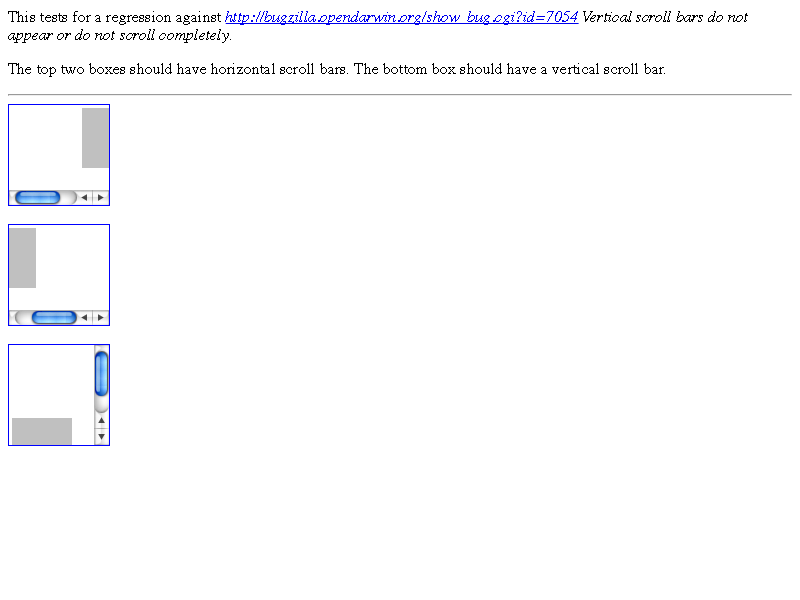 This tests for a regression against http://bugzilla.opendarwin.org/show_bug.cgi?id=7054 Vertical scroll bars do not
appear or do not scroll completely.
The top two boxes should have horizontal scroll bars. The bottom box should have a vertical scroll bar.